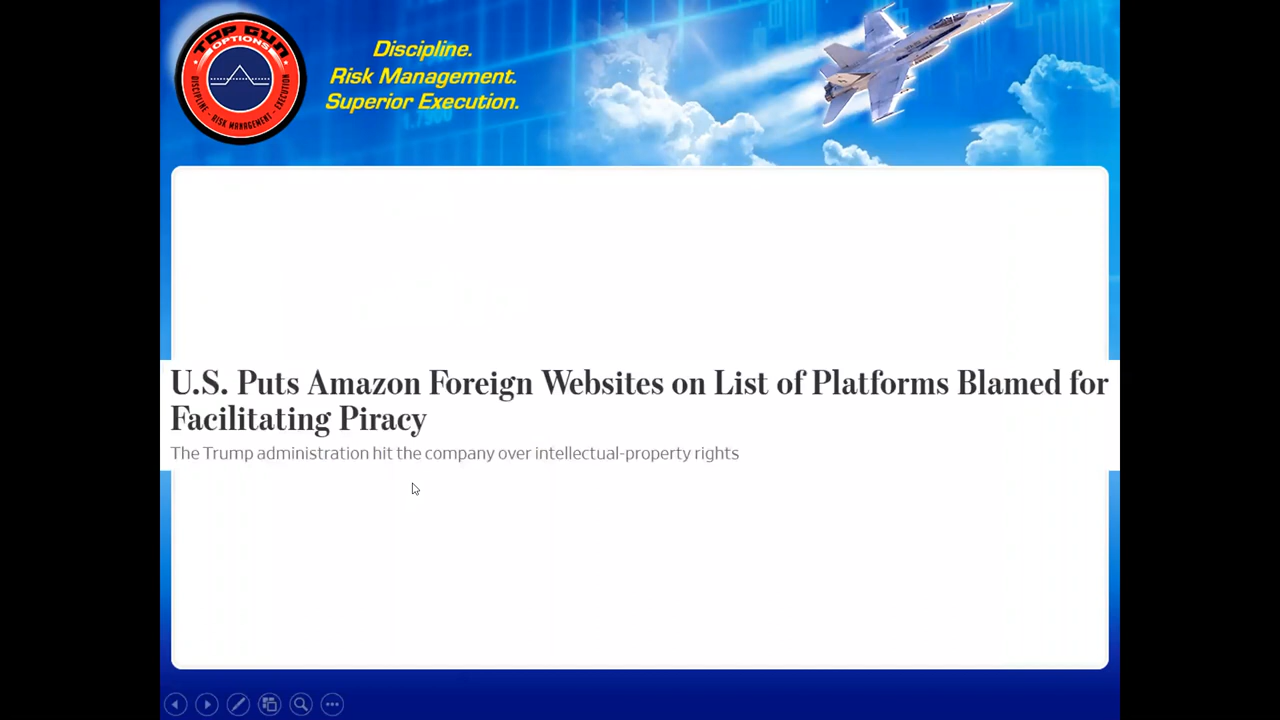 TOP GUN
OPTIONS
DISCIPLINE - RISK MANAGEMENT - EXECUTION
Discipline.
Risk Management.
Superior Execution.
U.S. Puts Amazon Foreign Websites on List of Platforms Blamed for
Facilitating Piracy
The Trump administration hit the company over intellectual-property rights